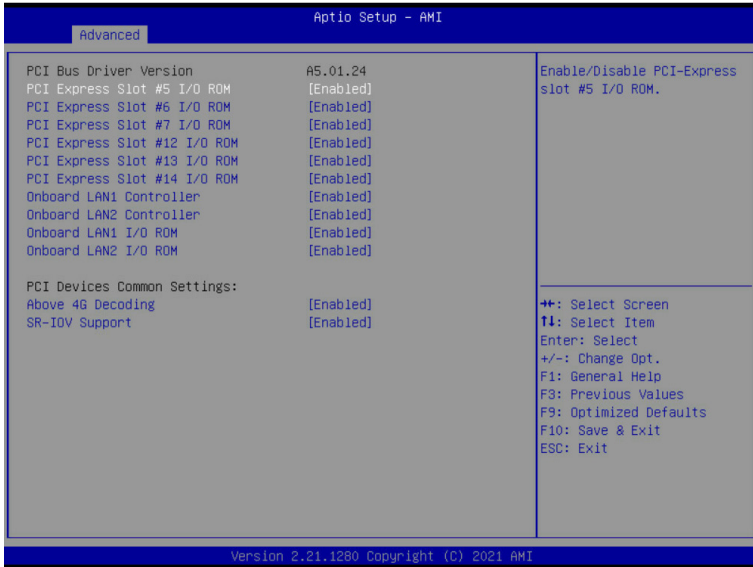 Aptio Setup - AMI
Advanced
PCI Bus Driver Version A5.01.24
PCI Express Slot #5 I/O ROM [Enabled]
PCI Express Slot #6 I/O ROM [Enabled]
PCI Express Slot #7 I/O ROM [Enabled]
PCI Express Slot #12 I/O ROM [Enabled]
PCI Express Slot #13 I/O ROM [Enabled]
PCI Express Slot #14 I/O ROM [Enabled]
Onboard LAN1 Controller [Enabled]
Onboard LAN2 Controller [Enabled]
Onboard LAN1 I/O ROM [Enabled]
Onboard LAN2 I/O ROM [Enabled]
PCI Devices Common Settings:
Above 4G Decoding [Enabled]
SR-IOV Support [Enabled]
Enable/Disable PCI-Express
slot #5 I/O ROM.
→←: Select Screen
↑↓: Select Item
Enter: Select
+/-: Change Opt.
F1: General Help
F3: Previous Values
F9: Optimized Defaults
F10: Save & Exit
ESC: Exit
Version 2.21.1280 Copyright (C) 2021 AMI